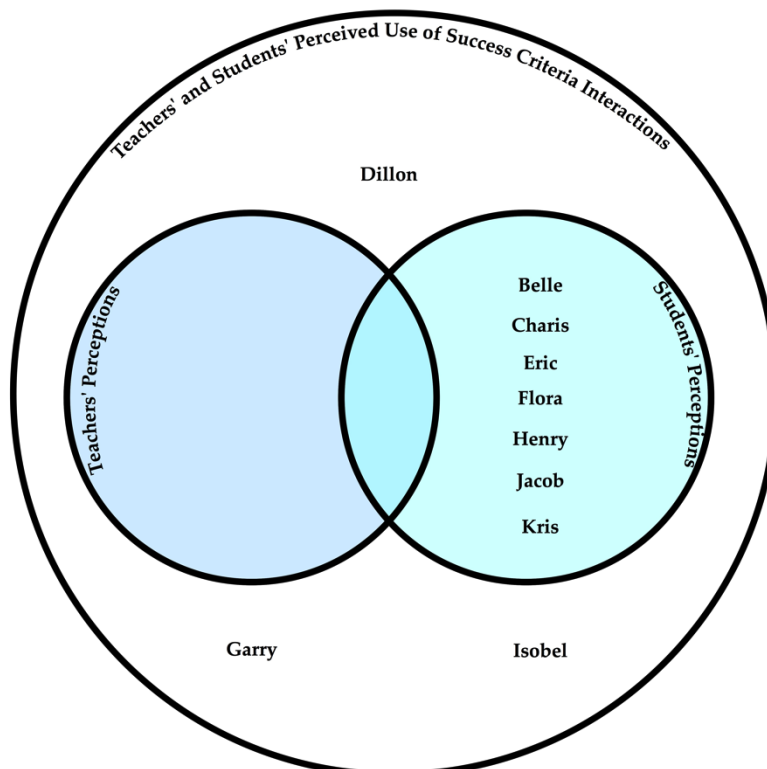 Teachers' and Students' Perceived Use of Success Criteria Interactions
Dillon
Teachers' Perceptions
Students' Perceptions
Belle
Charis
Eric
Flora
Henry
Jacob
Kris
Garry
Isobel